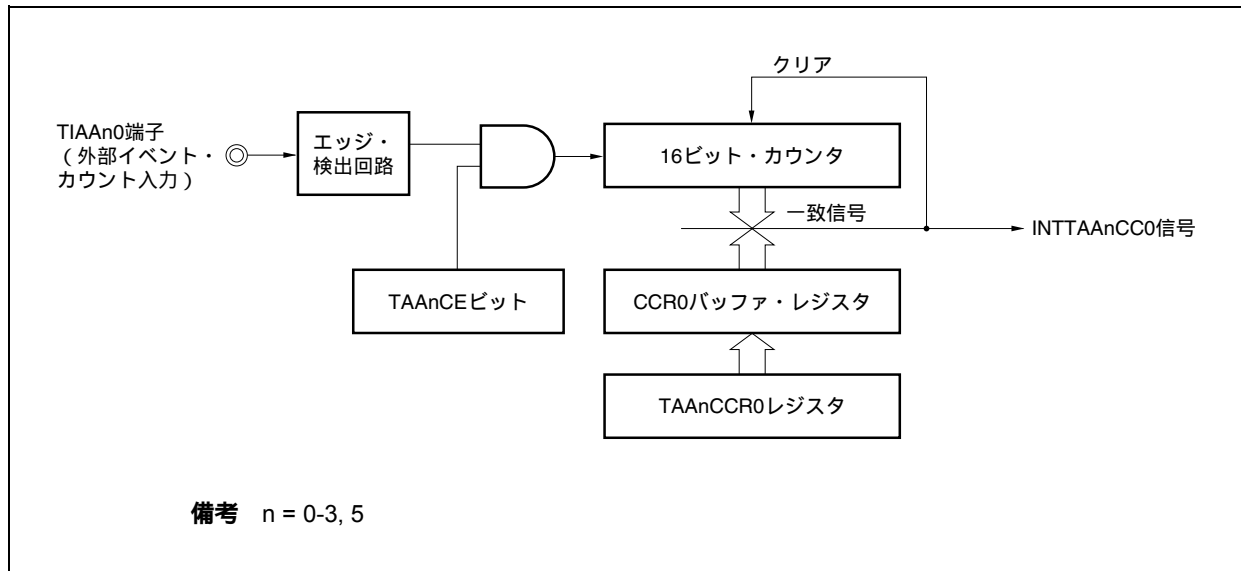 クリア
TIAAn0端子
(外部イベント・
カウント入力)
エッジ・
検出回路
16ビット・カウンタ
一致信号
INTTAAnCC0信号
TAAnCEビット
CCR0バッファ・レジスタ
TAAnCCR0レジスタ
備考 n = 0-3, 5